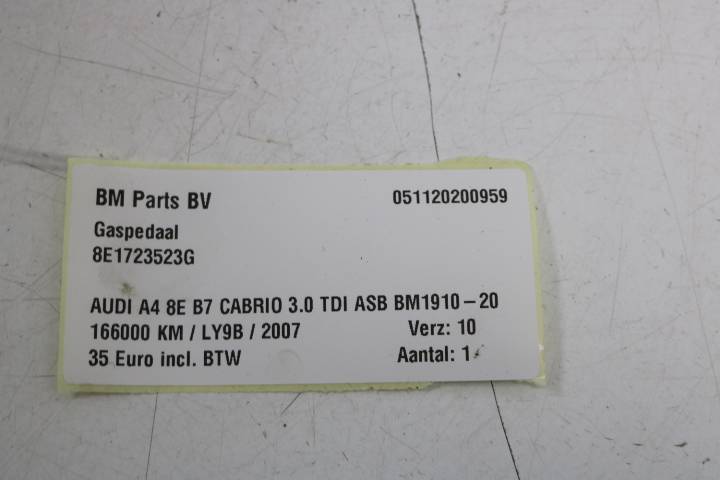 BM Parts BV 051120200959
Gaspedaal
8E1723523G
AUDI A4 8E B7 CABRIO 3.0 TDI ASB BM1910-20
166000 KM / LY9B / 2007 Verz: 10
35 Euro incl. BTW Aantal: 1